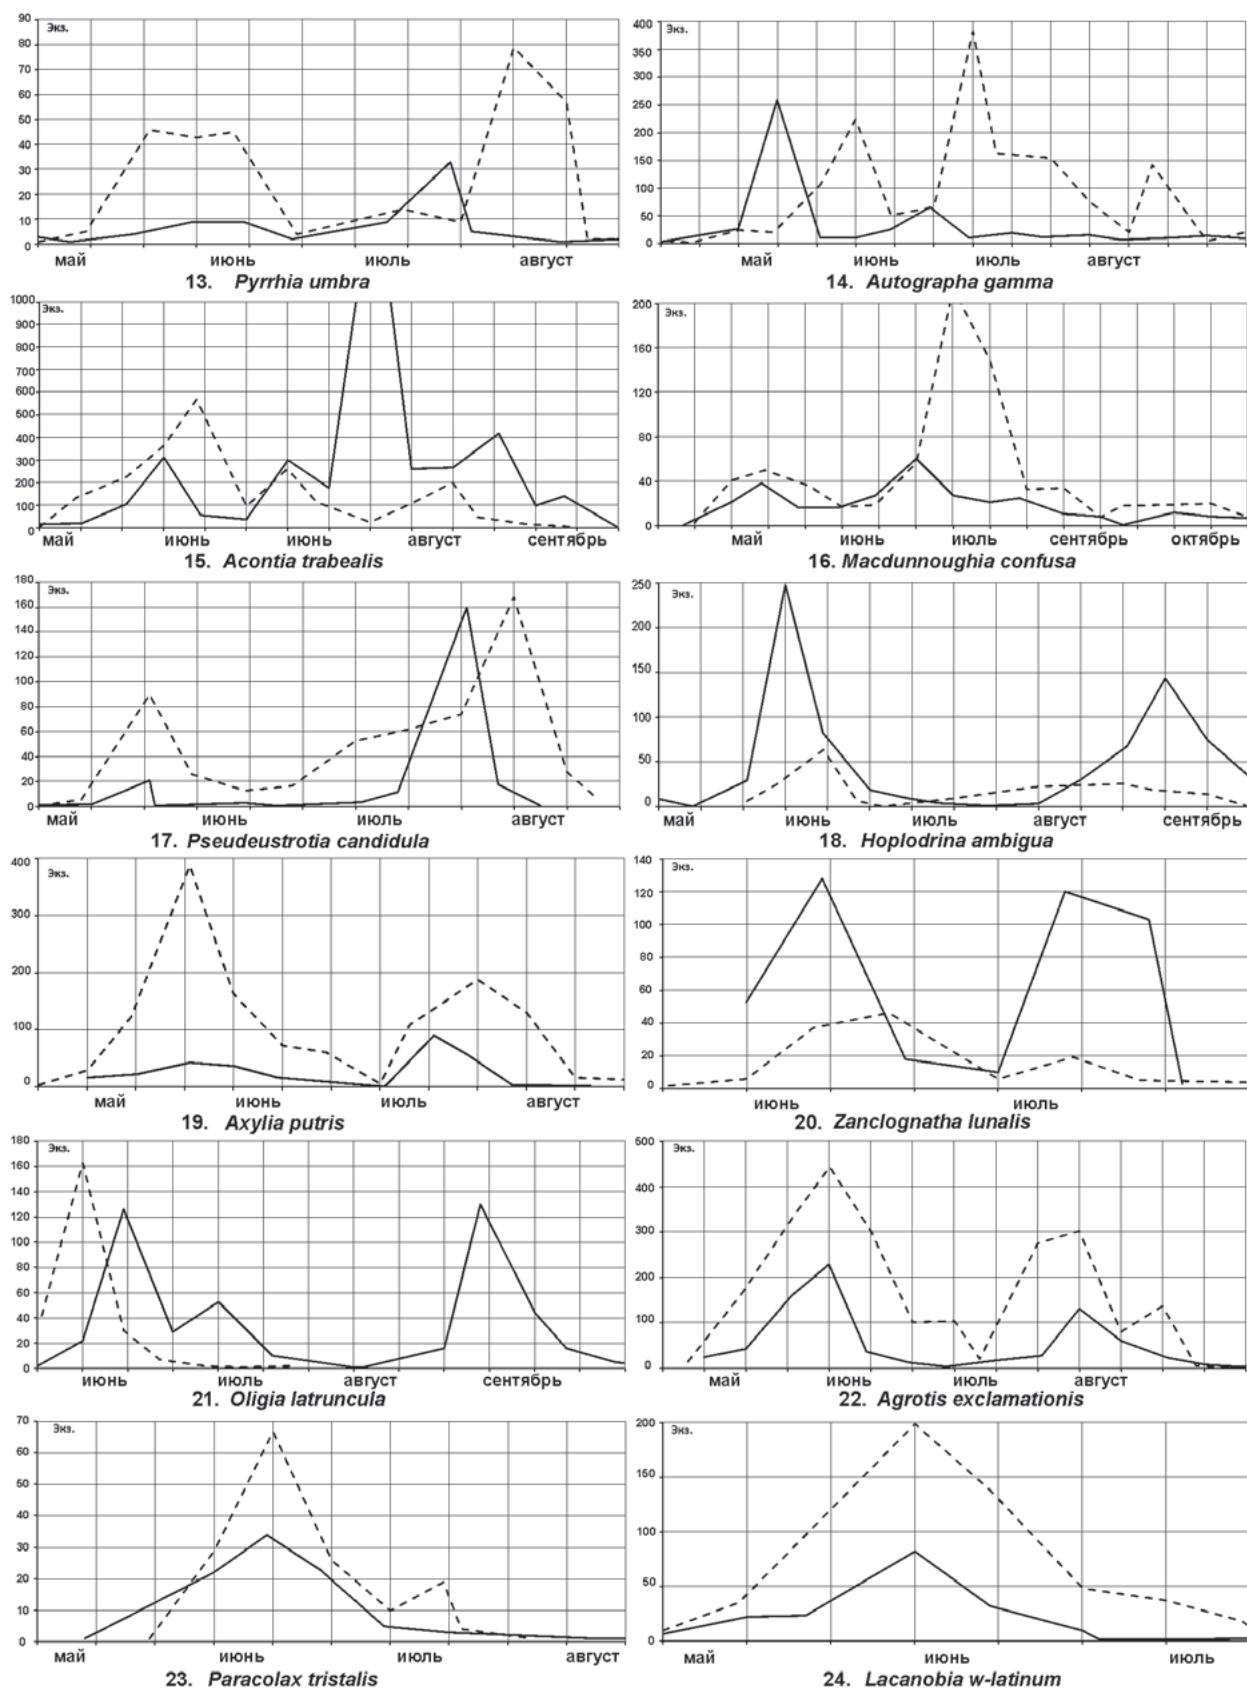 Экз.
90
80
70
60
50
40
30
20
10
0
май июнь июль август
13. Pyrrhia umbra
Экз.
400
350
300
250
200
150
100
50
0
май июнь июль август
14. Autographa gamma
Экз.
1000
900
800
700
600
500
400
300
200
100
0
май июнь июнь август сентябрь
15. Acontia trabealis
Экз.
200
160
120
80
40
0
май июнь июль сентябрь октябрь
16. Macdunnoughia confusa
Экз.
180
160
140
120
100
80
60
40
20
0
май июнь июль август
17. Pseudeustrotia candidula
Экз.
250
200
150
100
50
0
май июнь июль август сентябрь
18. Hoplodrina ambigua
Экз.
400
300
200
100
0
май июнь июль август
19. Axylia putris
Экз.
140
120
100
80
60
40
20
0
июнь июль
20. Zanclognatha lunalis
Экз.
180
160
140
120
100
80
60
40
20
0
июнь июль август сентябрь
21. Oligia latruncula
Экз.
500
400
300
200
100
0
май июнь июль август
22. Agrotis exclamationis
Экз.
70
60
50
40
30
20
10
0
май июнь июль август
23. Paracolax tristalis
Экз.
200
150
100
50
0
май июнь июль
24. Lacanobia w-latinum